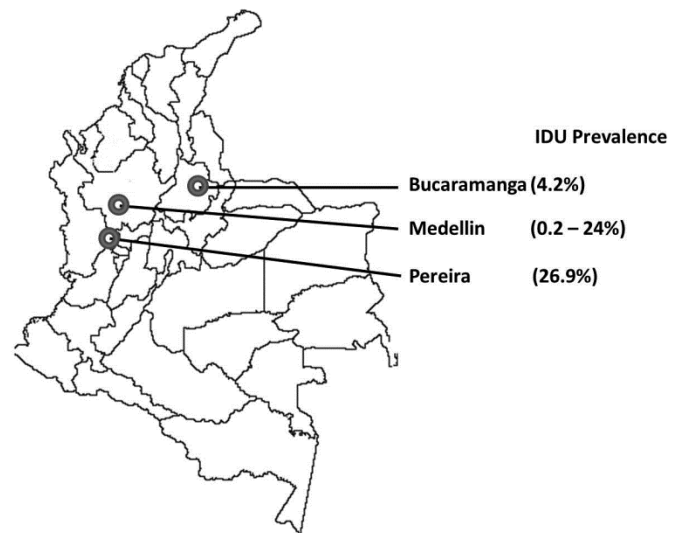 IDU Prevalence
Bucaramanga (4.2%)
Medellin (0.2 – 24%)
Pereira (26.9%)